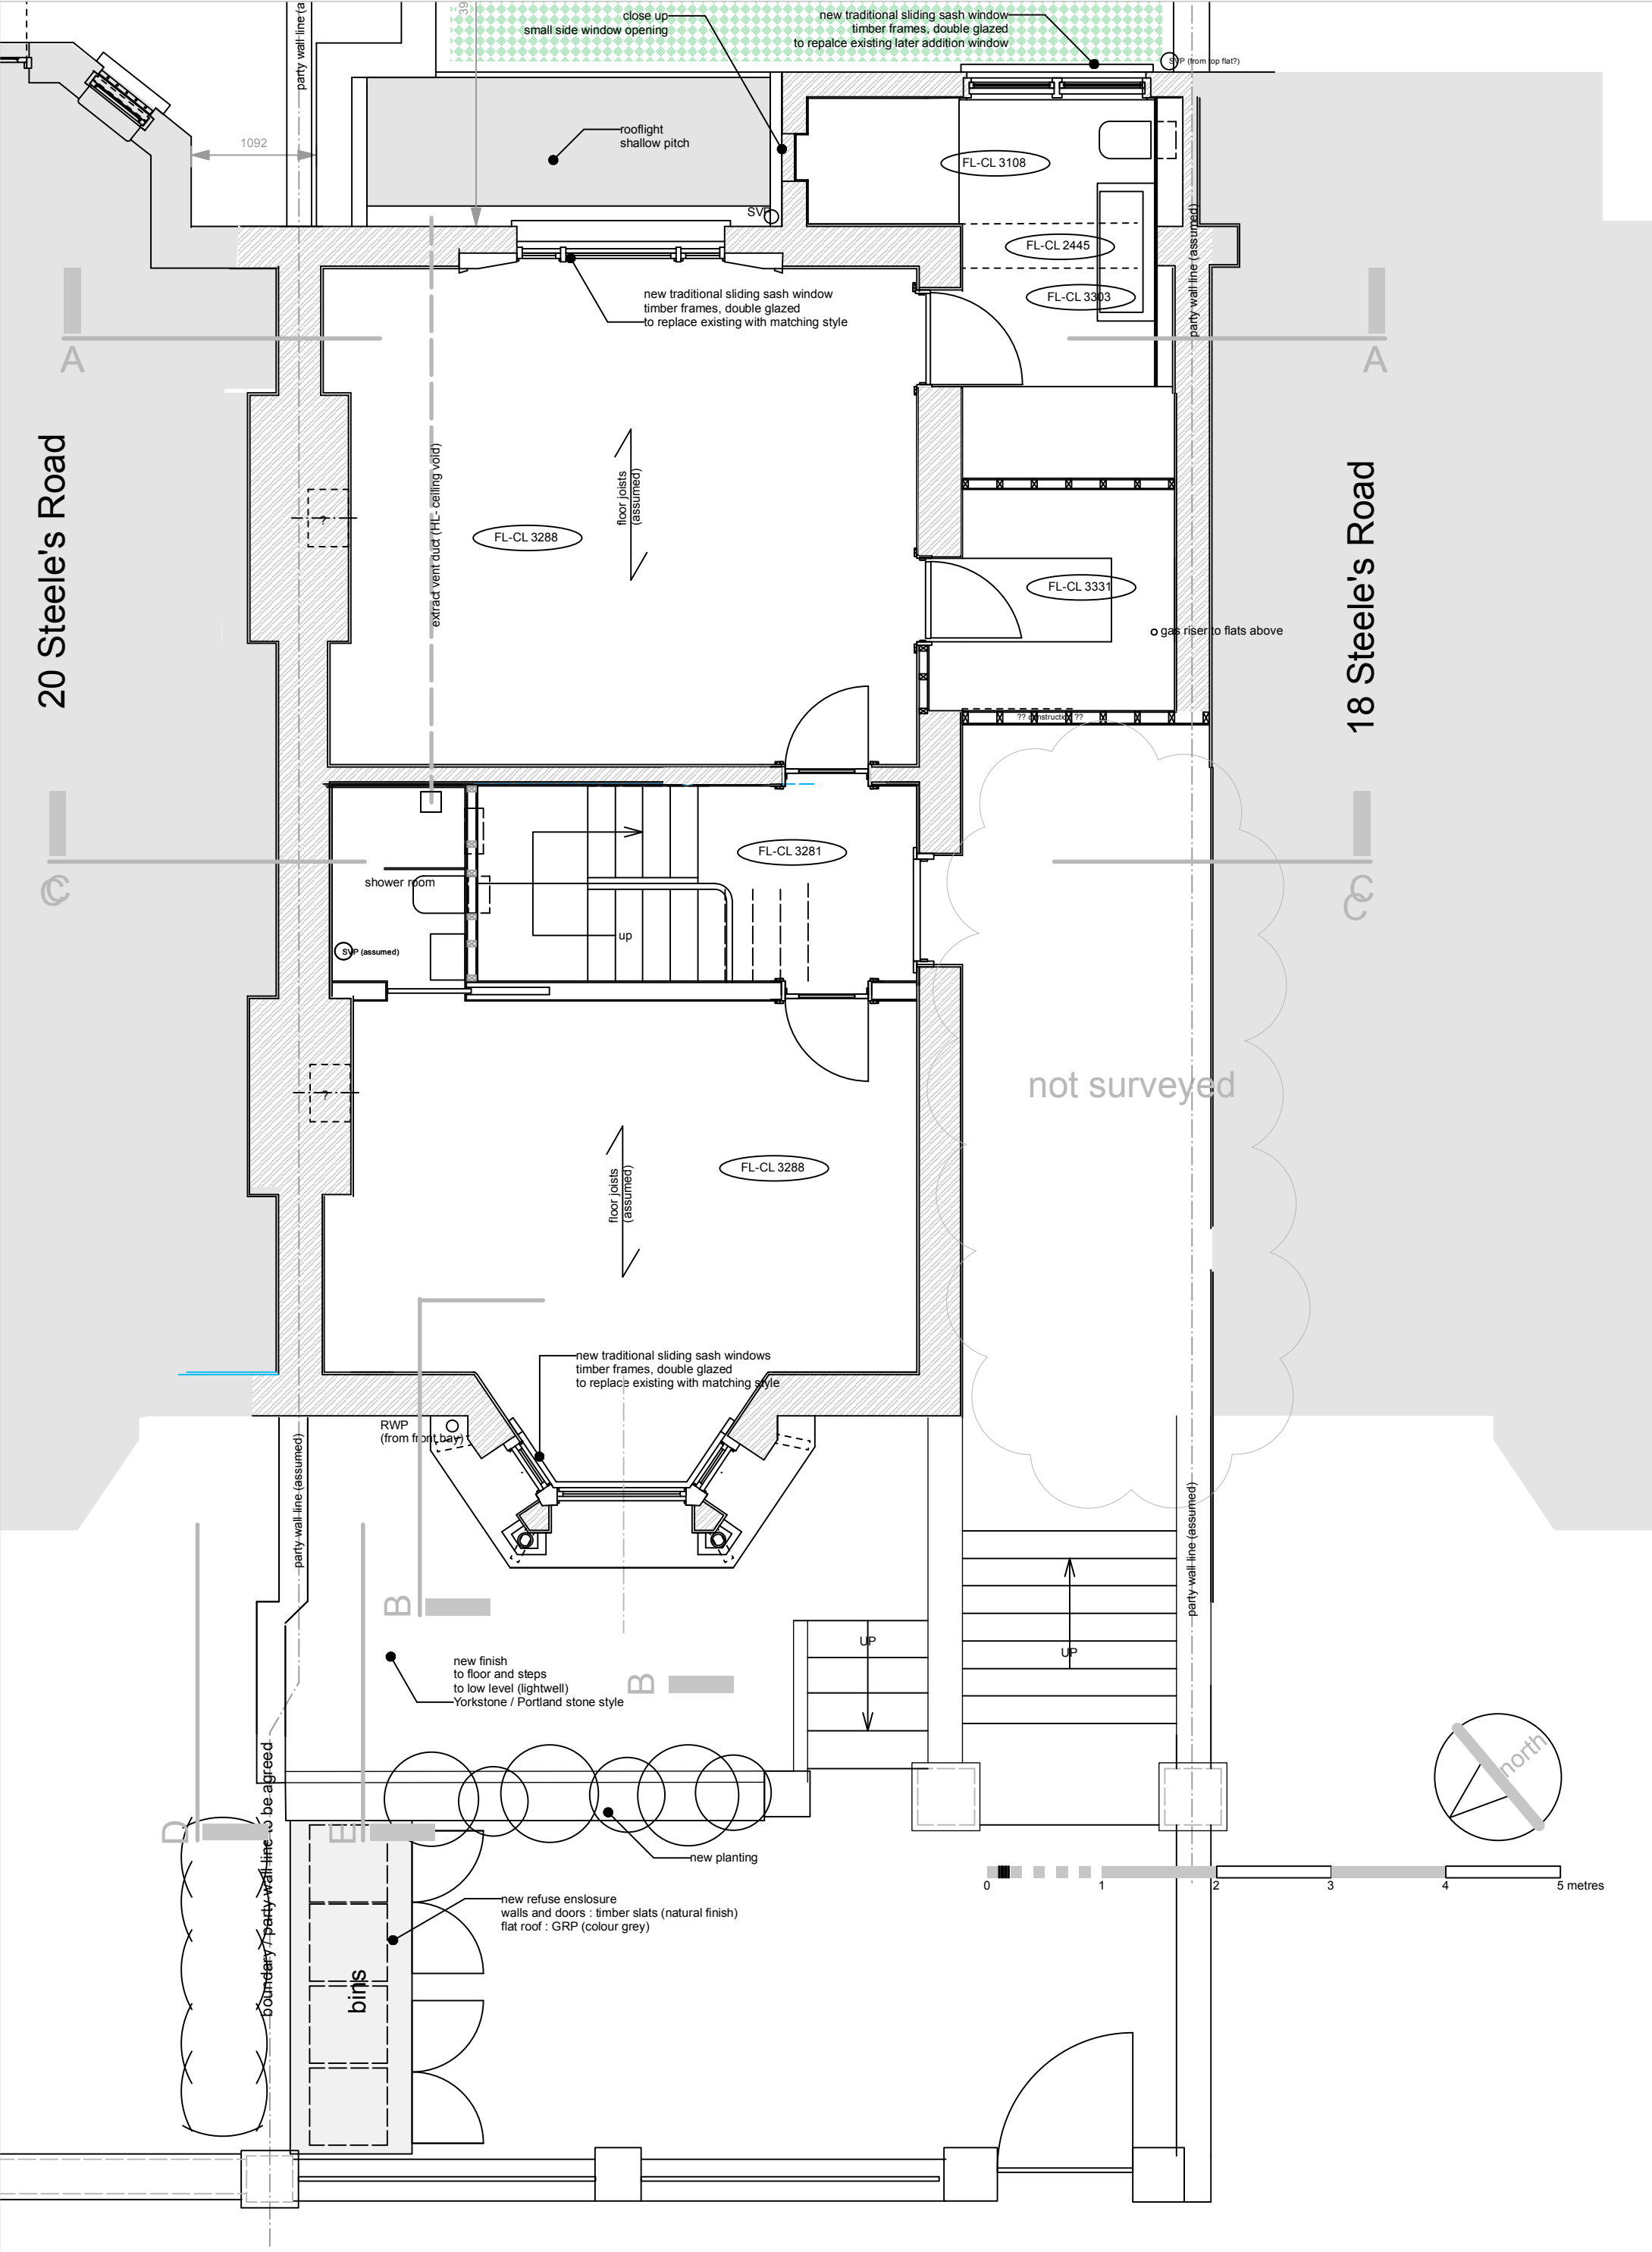 close up
small side window opening
new traditional sliding sash window
timber frames, double glazed
to repalce existing later addition window
SVP (from top flat?)
party wall line (a
39
1092
rooflight
shallow pitch
FL-CL 3108
SVP
FL-CL 2445
FL-CL 3303
party wall line (assumed)
new traditional sliding sash window
timber frames, double glazed
to replace existing with matching style
A
A
20 Steele's Road
18 Steele's Road
extract vent duct (HL- ceiling void)
floor joists
(assumed)
?
FL-CL 3288
FL-CL 3331
gas riser to flats above
?? construction ??
FL-CL 3281
shower room
C
C
C
C
up
SVP (assumed)
not surveyed
?
FL-CL 3288
floor joists
(assumed)
new traditional sliding sash windows
timber frames, double glazed
to replace existing with matching style
RWP
(from front bay)
party wall line (assumed)
party wall line (assumed)
B
B
UP
UP
new finish
to floor and steps
to low level (lightwell)
Yorkstone / Portland stone style
north
D
E
boundary / party wall line to be agreed
new planting
0 1 2 3 4 5 metres
new refuse enslosure
walls and doors : timber slats (natural finish)
flat roof : GRP (colour grey)
bins